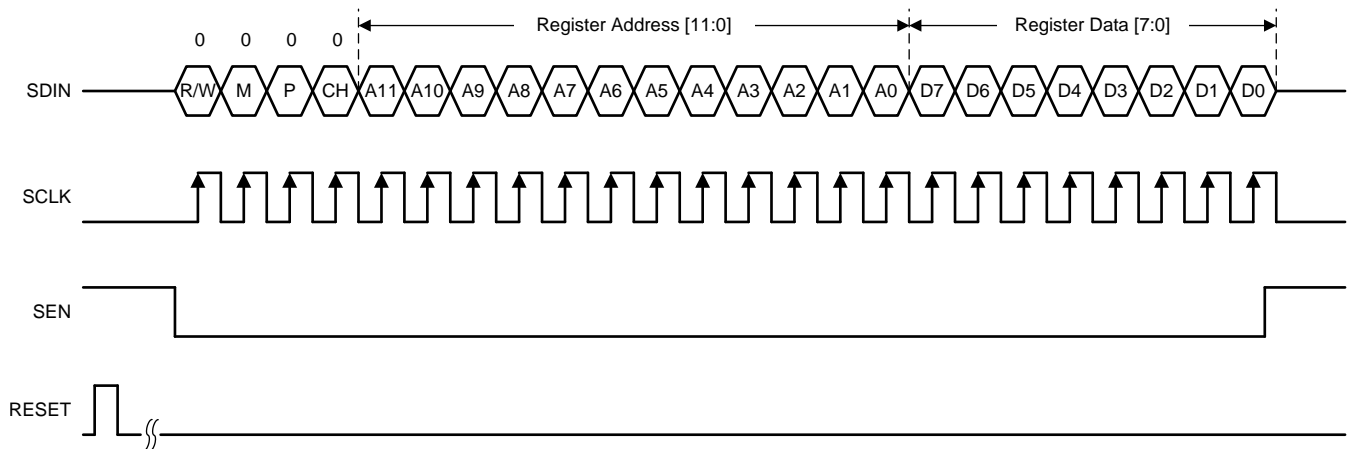 Register Address [11:0] Register Data [7:0]
0 0 0 0
SDIN R/W M P CH A11 A10 A9 A8 A7 A6 A5 A4 A3 A2 A1 A0 D7 D6 D5 D4 D3 D2 D1 D0
SCLK
SEN
RESET